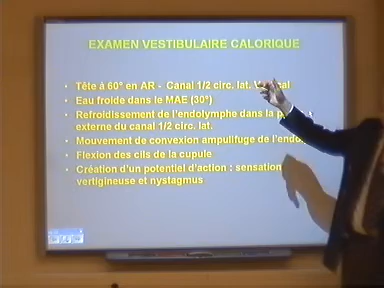 EXAMEN VESTIBULAIRE CALORIQUE
• Tête à 60° en AR - Canal 1/2 circ. lat.
• Eau froide dans le MAE (30°)
• Refroidissement de l'endolymphe dans la
externe du canal 1/2 circ. lat.
• Mouvement de convexion ampulifuge de
• Flexion des cils de la cupule
• Création d'un potentiel d'action : sensation
vertigineuse et nystagmus